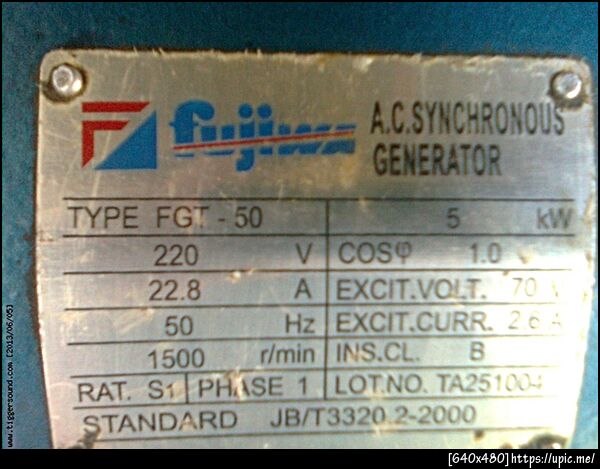 fujiwa A.C.SYNCHRONOUS
GENERATOR
TYPE FGT - 50 5 kW
220 V COSφ 1.0
22.8 A EXCIT.VOLT. 70 V
50 Hz EXCIT.CURR. 2.6 A
1500 r/min INS.CL. B
RAT. S1 PHASE 1 LOT.NO. TA251004
STANDARD JB/T3320.2-2000
www.tiggersound.com [2013/06/05]
[640x480]https://upic.me/